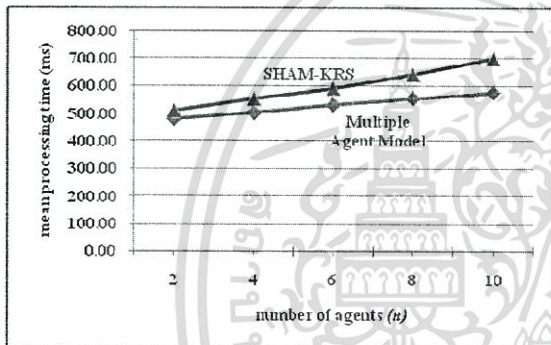 800.00
700.00
600.00
500.00
400.00
300.00
200.00
100.00
0.00
mean processing time (ms)
SHAM-KRS
Multiple
Agent Model
2 4 6 8 10
number of agents (n)